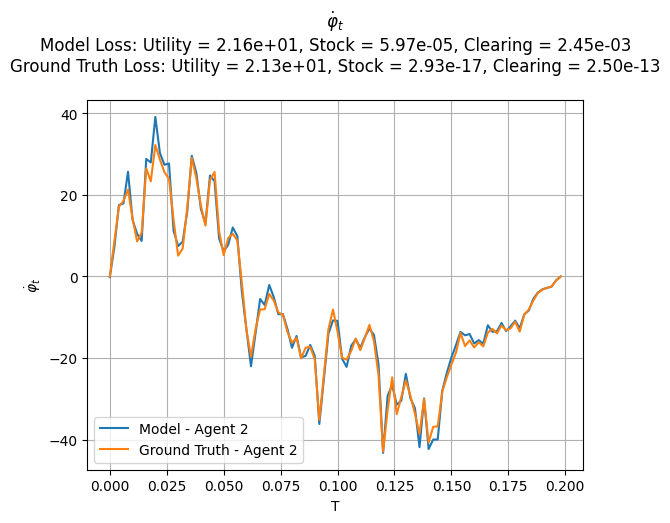 φ̇ₜ
Model Loss: Utility = 2.16e+01, Stock = 5.97e-05, Clearing = 2.45e-03
Ground Truth Loss: Utility = 2.13e+01, Stock = 2.93e-17, Clearing = 2.50e-13
40
20
0
−20
−40
φ̇ₜ
Model - Agent 2
Ground Truth - Agent 2
0.000 0.025 0.050 0.075 0.100 0.125 0.150 0.175 0.200
T